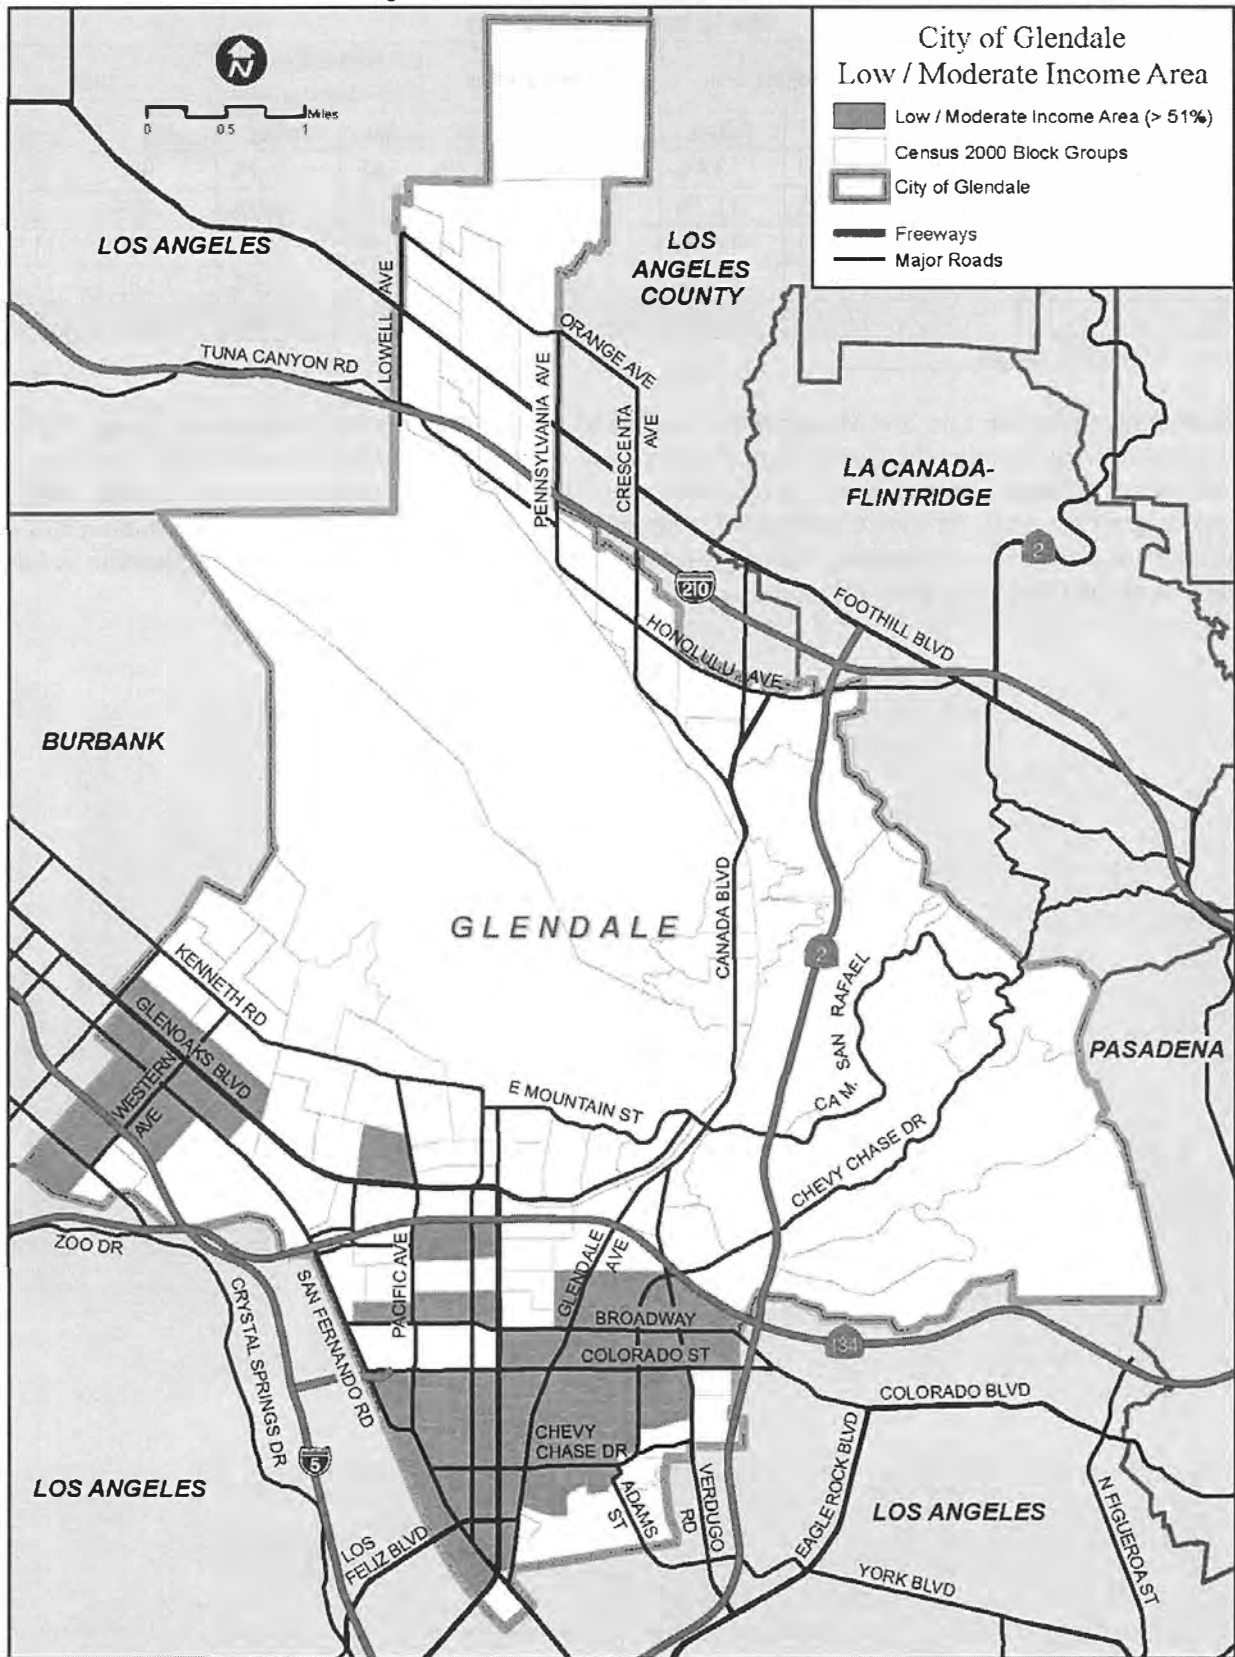 City of Glendale
Low / Moderate Income Area
Low / Moderate Income Area (> 51%)
Census 2000 Block Groups
City of Glendale
Freeways
Major Roads
N
Miles
0 0.5 1
LOS ANGELES
LOS
ANGELES
COUNTY
LOWELL AVE
TUNA CANYON RD
ORANGE AVE
PENNSYLVANIA AVE
CRESCENTA
AVE
LA CANADA-
FLINTRIDGE
2
210
FOOTHILL BLVD
HONOLULU AVE
BURBANK
GLENDALE
CANADA BLVD
2
KENNETH RD
GLENOAKS BLVD
WESTERN
AVE
CAM. SAN RAFAEL
PASADENA
E MOUNTAIN ST
CHEVY CHASE DR
ZOO DR
CRYSTAL SPRINGS DR
SAN FERNANDO RD
PACIFIC AVE
GLENDALE
AVE
BROADWAY
134
COLORADO ST
COLORADO BLVD
CHEVY
CHASE DR
5
LOS ANGELES
LOS
FELIZ BLVD
ADAMS
ST
VERDUGO
RD
EAGLE ROCK BLVD
LOS ANGELES
N FIGUEROA ST
YORK BLVD